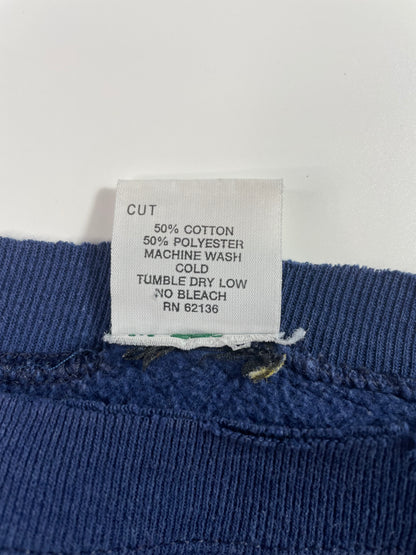 CUT
50% COTTON
50% POLYESTER
MACHINE WASH
COLD
TUMBLE DRY LOW
NO BLEACH
RN 62136